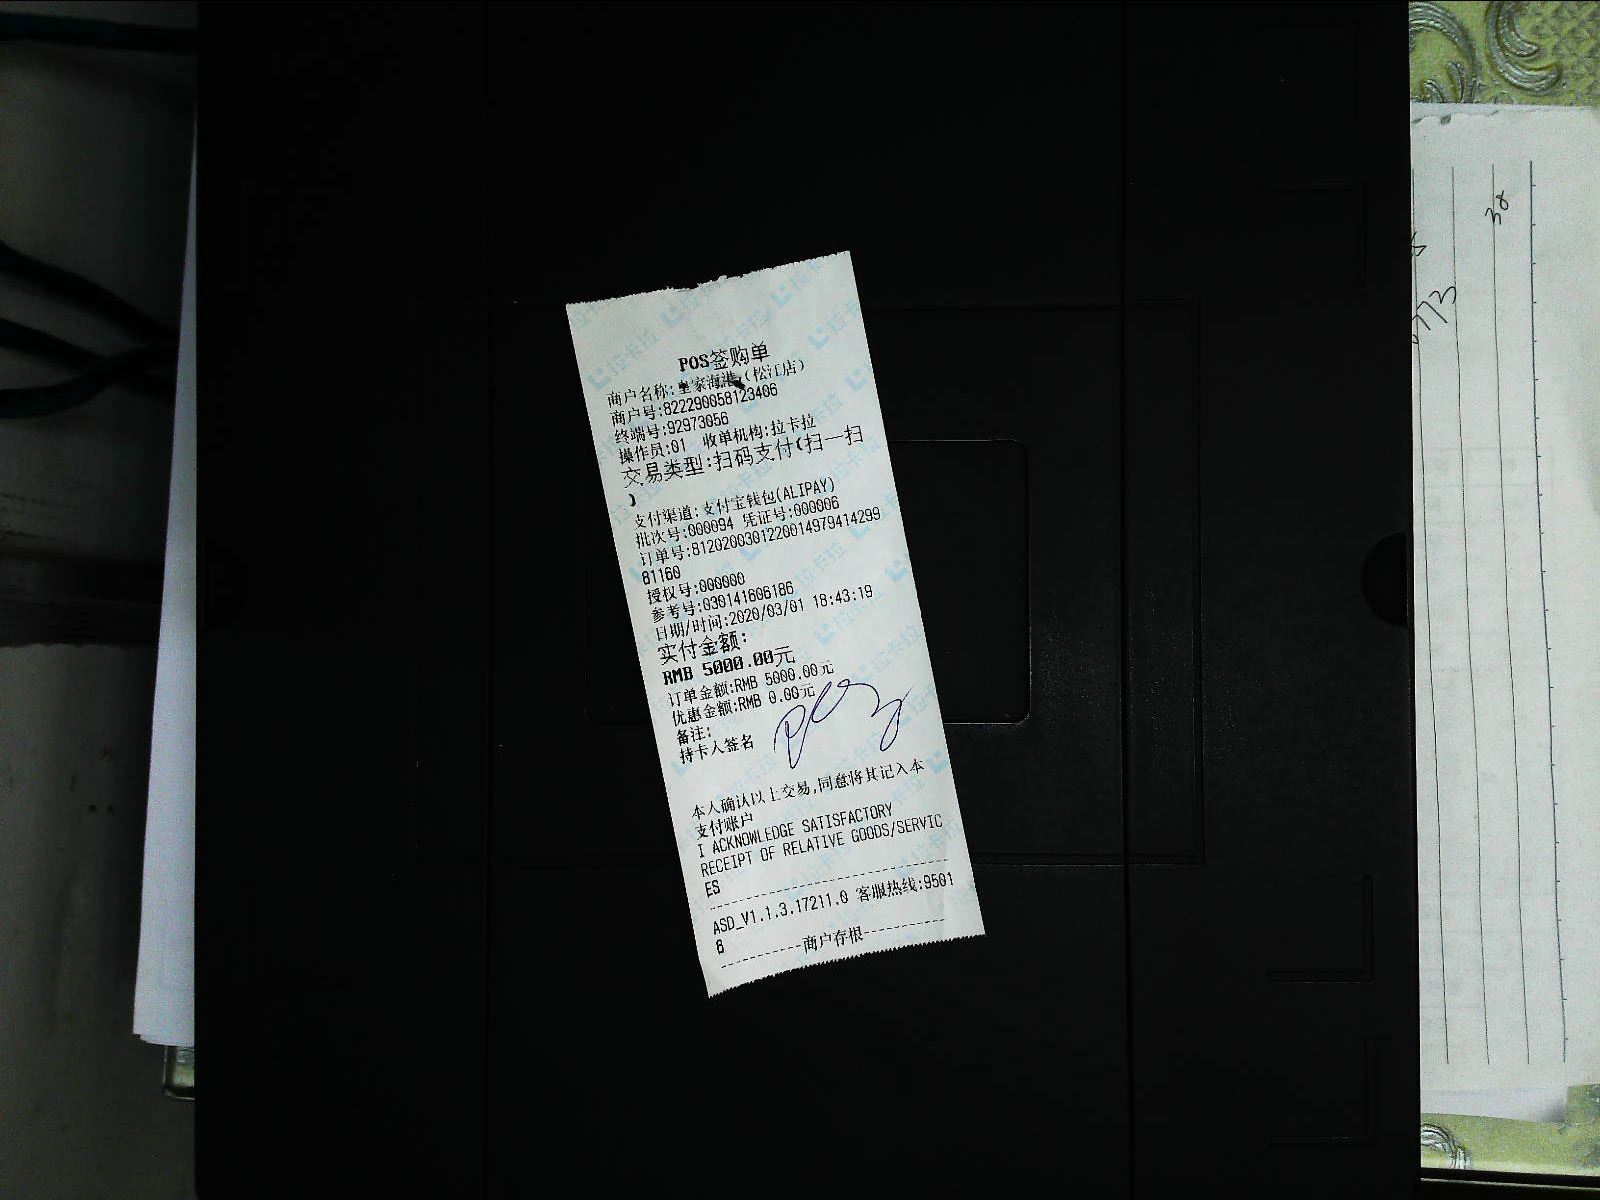 POS签购单
商户名称:皇家海港(松江店)
商户号:822290058123406
终端号:92973056
操作员:01 收单机构:拉卡拉
交易类型:扫码支付(扫一扫
)
支付渠道:支付宝钱包(ALIPAY)
批次号:000094 凭证号:000006
订单号:81202003012200149794142​99
81160
授权号:000000
参考号:030141606186
日期/时间:2020/03/01 18:43:19
实付金额:
RMB 5000.00元
订单金额:RMB 5000.00元
优惠金额:RMB 0.00元
备注:
持卡人签名
本人确认以上交易,同意将其记入本
支付账户
I ACKNOWLEDGE SATISFACTORY
RECEIPT OF RELATIVE GOODS/SERVIC
ES
ASD_V1.1.3.17211.0 客服热线:9501
6
商户存根
38
773